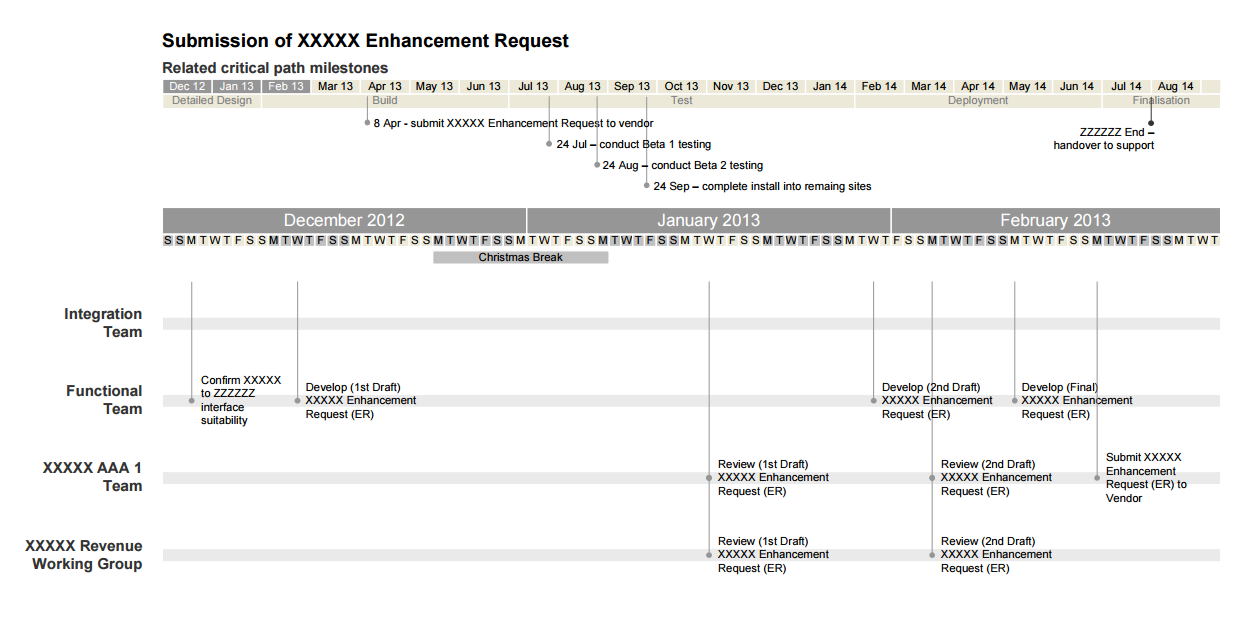 Submission of XXXXX Enhancement Request
Related critical path milestones
Dec 12 Jan 13 Feb 13 Mar 13 Apr 13 May 13 Jun 13 Jul 13 Aug 13 Sep 13 Oct 13 Nov 13 Dec 13 Jan 14 Feb 14 Mar 14 Apr 14 May 14 Jun 14 Jul 14 Aug 14
Detailed Design Build Test Deployment Finalisation
8 Apr - submit XXXXX Enhancement Request to vendor
24 Jul – conduct Beta 1 testing
24 Aug – conduct Beta 2 testing
24 Sep – complete install into remaing sites
ZZZZZZ End –
handover to support
December 2012 January 2013 February 2013
S S M T W T F S S M T W T F S S M T W T F S S M T W T F S S M T W T F S S M T W T F S S M T W T F S S M T W T F S S M T W T F S S M T W T F S S M T W T F S S M T W T F S S M T W T
Christmas Break
Integration
Team
Functional
Team
Confirm XXXXX
to ZZZZZZ
interface
suitability
Develop (1st Draft)
XXXXX Enhancement
Request (ER)
Develop (2nd Draft)
XXXXX Enhancement
Request (ER)
Develop (Final)
XXXXX Enhancement
Request (ER)
XXXXX AAA 1
Team
Review (1st Draft)
XXXXX Enhancement
Request (ER)
Review (2nd Draft)
XXXXX Enhancement
Request (ER)
Submit XXXXX
Enhancement
Request (ER) to
Vendor
XXXXX Revenue
Working Group
Review (1st Draft)
XXXXX Enhancement
Request (ER)
Review (2nd Draft)
XXXXX Enhancement
Request (ER)